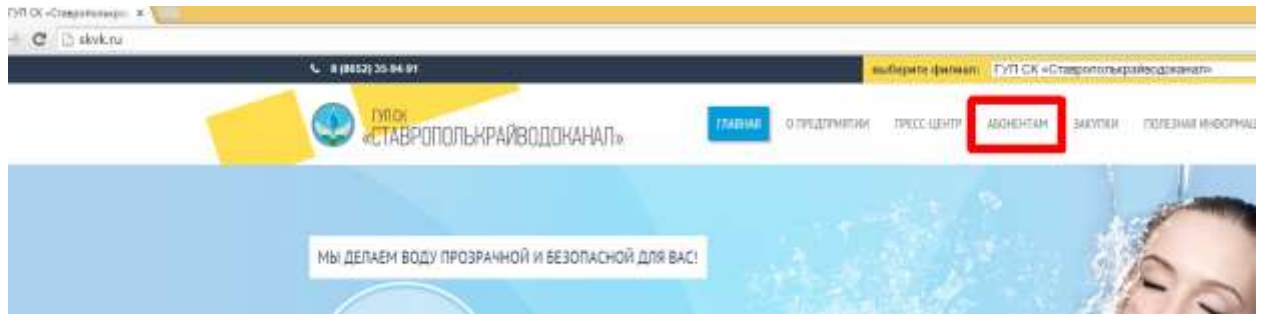 ГУП СК «Ставрополькрай
skvk.ru
8 (8652) 35-94-91
выберите филиал: ГУП СК «Ставрополькрайводоканал»
ГУП СК
«СТАВРОПОЛЬКРАЙВОДОКАНАЛ»
ГЛАВНАЯ О ПРЕДПРИЯТИИ ПРЕСС-ЦЕНТР АБОНЕНТАМ ЗАКУПКИ ПОЛЕЗНАЯ ИНФОРМАЦ
МЫ ДЕЛАЕМ ВОДУ ПРОЗРАЧНОЙ И БЕЗОПАСНОЙ ДЛЯ ВАС!